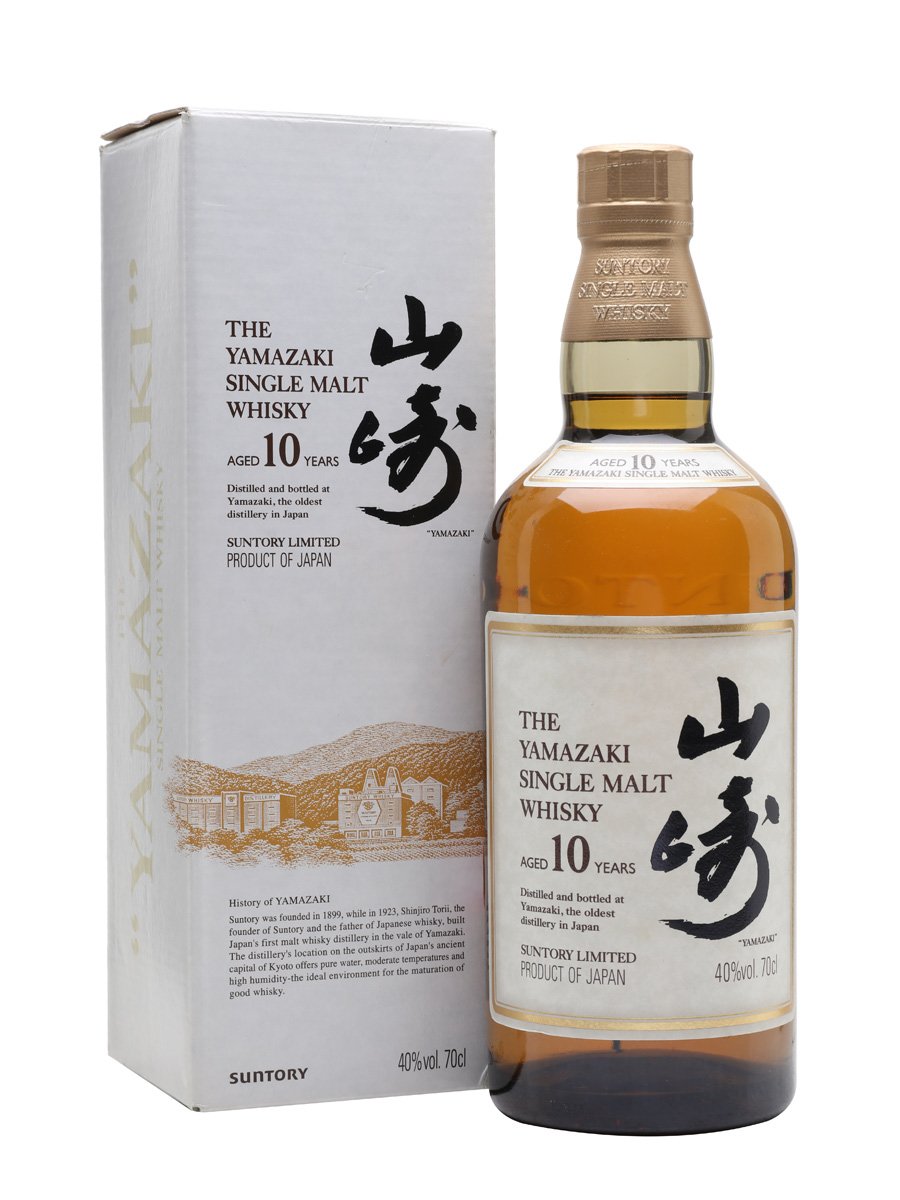 "YAMAZAKI"
THE
SINGLE MALT WHISKY
THE
YAMAZAKI
SINGLE MALT
WHISKY
AGED 10 YEARS
Distilled and bottled at
Yamazaki, the oldest
distillery in Japan
SUNTORY LIMITED
PRODUCT OF JAPAN
山崎
"YAMAZAKI"
WHISKY DISTILLERY
SUNTORY WHISKY
History of YAMAZAKI
Suntory was founded in 1899, while in 1923, Shinjiro Torii, the
founder of Suntory and the father of Japanese whisky, built
Japan's first malt whisky distillery in the vale of Yamazaki.
The distillery's location on the outskirts of Japan's ancient
capital of Kyoto offers pure water, moderate temperatures and
high humidity-the ideal environment for the maturation of
good whisky.
SUNTORY
40%vol. 70cl
SUNTORY
SINGLE MALT
WHISKY
AGED 10 YEARS
THE YAMAZAKI SINGLE MALT WHISKY
THE
YAMAZAKI
SINGLE MALT
WHISKY
AGED 10 YEARS
Distilled and bottled at
Yamazaki, the oldest
distillery in Japan
SUNTORY LIMITED
PRODUCT OF JAPAN
山崎
"YAMAZAKI"
40%vol. 70cl